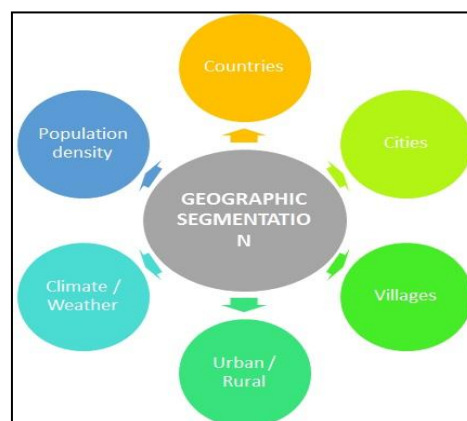 Countries
Population
density
Cities
GEOGRAPHIC
SEGMENTATIO
N
Climate /
Weather
Villages
Urban /
Rural